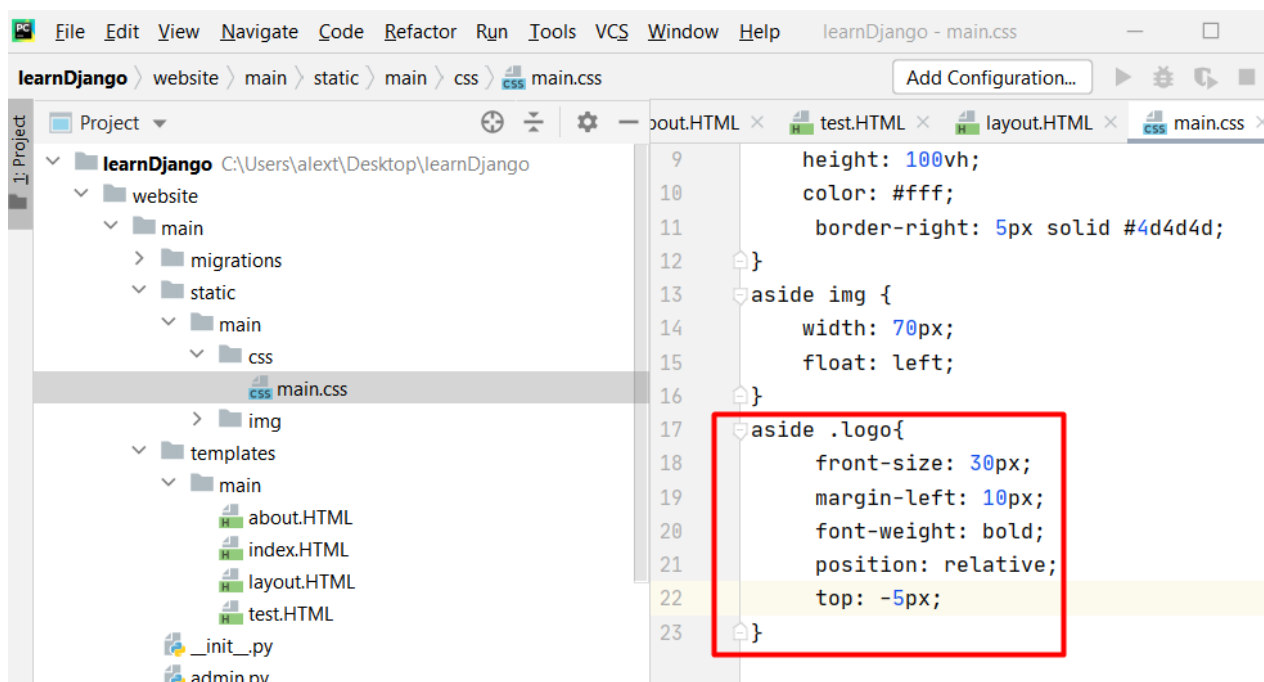 PC File Edit View Navigate Code Refactor Run Tools VCS Window Help learnDjango - main.css
learnDjango website main static main css CSS main.css Add Configuration...
1: Project
Project
bout.HTML H test.HTML H layout.HTML CSS main.css
learnDjango C:\Users\alext\Desktop\learnDjango
website
main
migrations
static
main
css
CSS main.css
img
templates
main
H about.HTML
H index.HTML
H layout.HTML
H test.HTML
__init__.py
admin.py
9 height: 100vh;
10 color: #fff;
11 border-right: 5px solid #4d4d4d;
12 }
13 aside img {
14 width: 70px;
15 float: left;
16 }
17 aside .logo{
18 front-size: 30px;
19 margin-left: 10px;
20 font-weight: bold;
21 position: relative;
22 top: -5px;
23 }